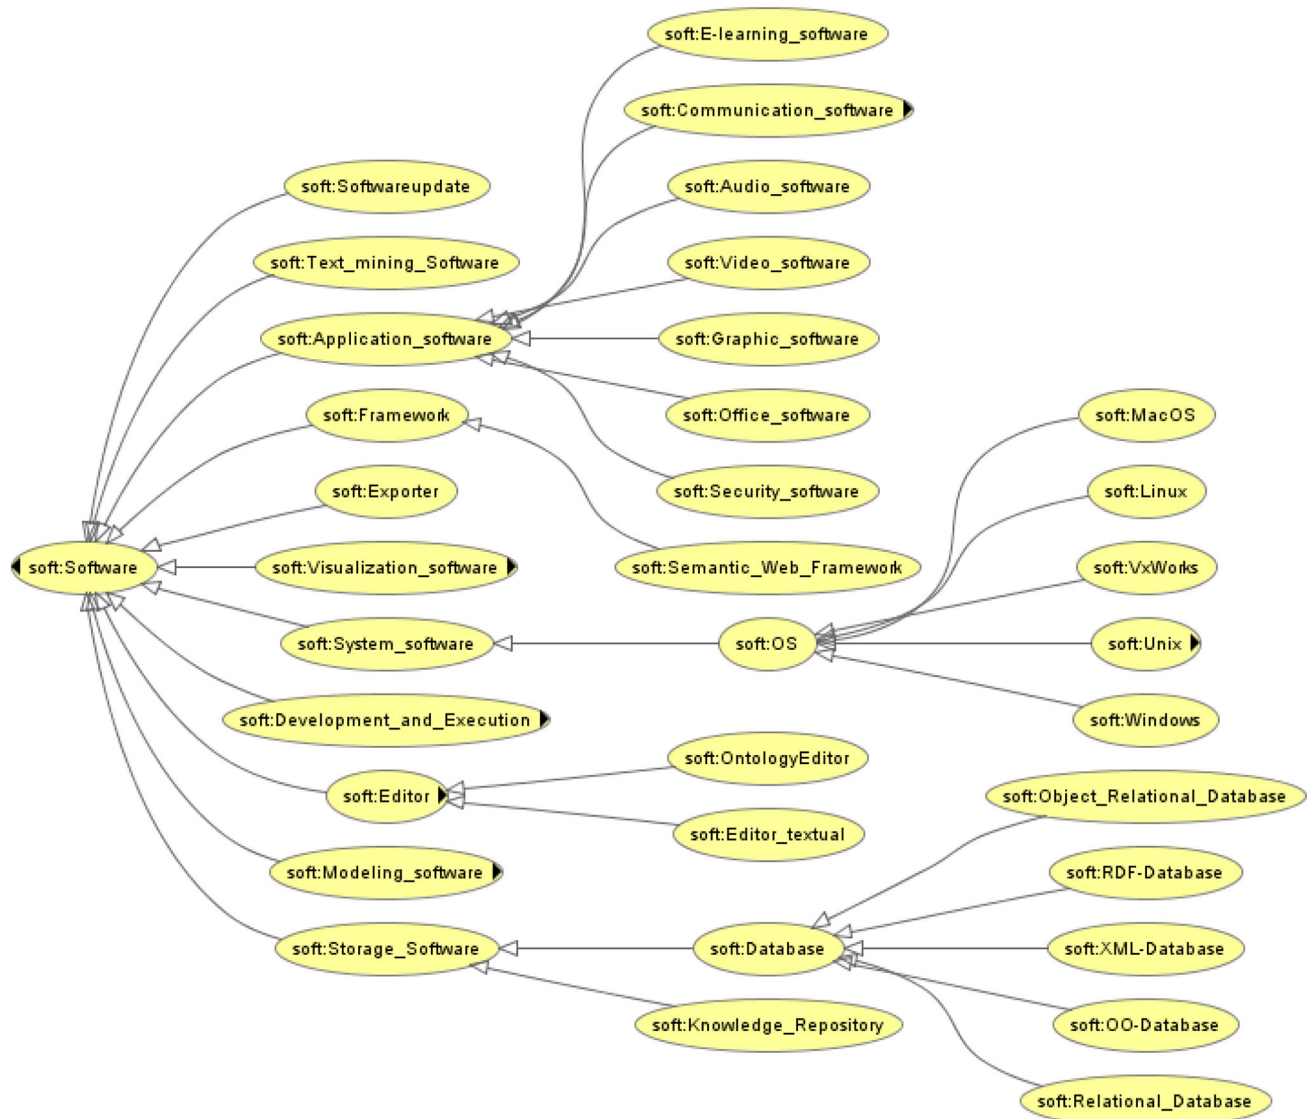 soft:E-learning_software
soft:Communication_software
soft:Softwareupdate
soft:Audio_software
soft:Text_mining_Software
soft:Video_software
soft:Application_software
soft:Graphic_software
soft:Framework
soft:Office_software
soft:MacOS
soft:Exporter
soft:Security_software
soft:Linux
soft:Software
soft:Visualization_software
soft:Semantic_Web_Framework
soft:VxWorks
soft:System_software
soft:OS
soft:Unix
soft:Development_and_Execution
soft:Windows
soft:OntologyEditor
soft:Editor
soft:Object_Relational_Database
soft:Editor_textual
soft:Modeling_software
soft:RDF-Database
soft:Storage_Software
soft:Database
soft:XML-Database
soft:Knowledge_Repository
soft:OO-Database
soft:Relational_Database